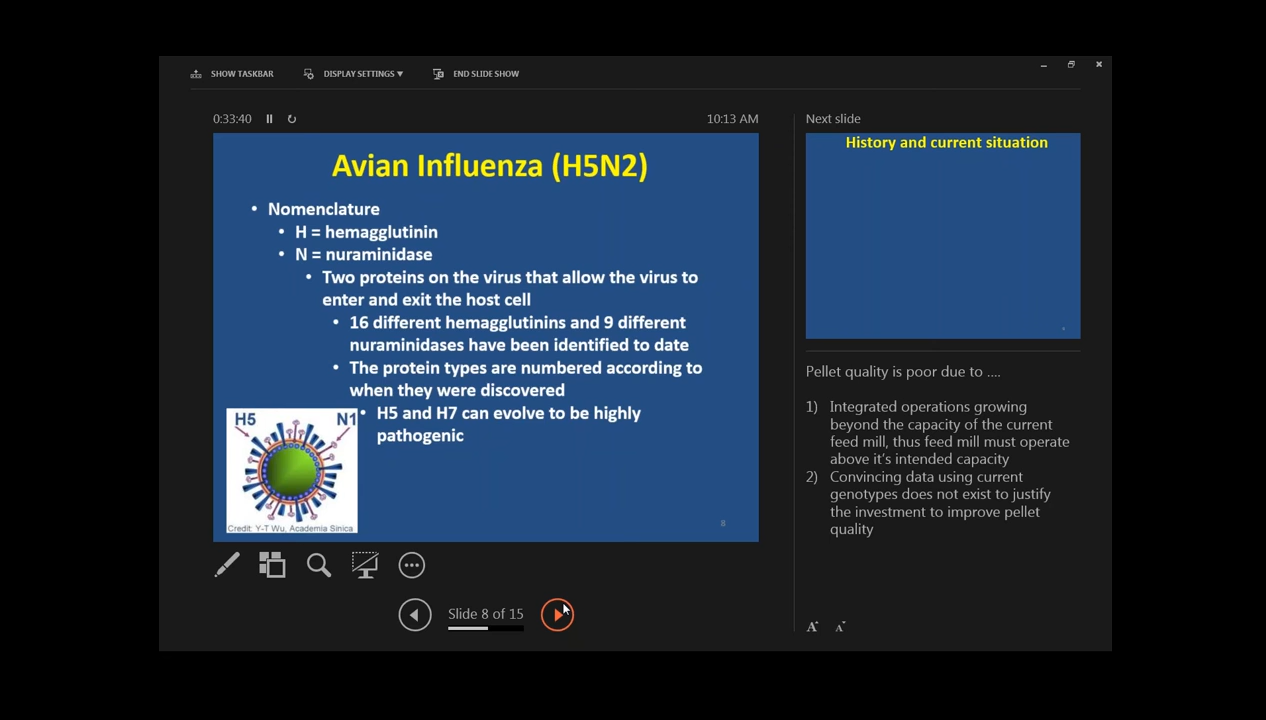 SHOW TASKBAR
DISPLAY SETTINGS ▼
END SLIDE SHOW
0:33:40
10:13 AM
Avian Influenza (H5N2)
• Nomenclature
• H = hemagglutinin
• N = nuraminidase
• Two proteins on the virus that allow the virus to
enter and exit the host cell
• 16 different hemagglutinins and 9 different
nuraminidases have been identified to date
• The protein types are numbered according to
when they were discovered
• H5 and H7 can evolve to be highly
pathogenic
H5
N1
Credit: Y-T Wu, Academia Sinica
8
Slide 8 of 15
Next slide
History and current situation
Pellet quality is poor due to ....
1) Integrated operations growing
beyond the capacity of the current
feed mill, thus feed mill must operate
above it's intended capacity
2) Convincing data using current
genotypes does not exist to justify
the investment to improve pellet
quality
A
A